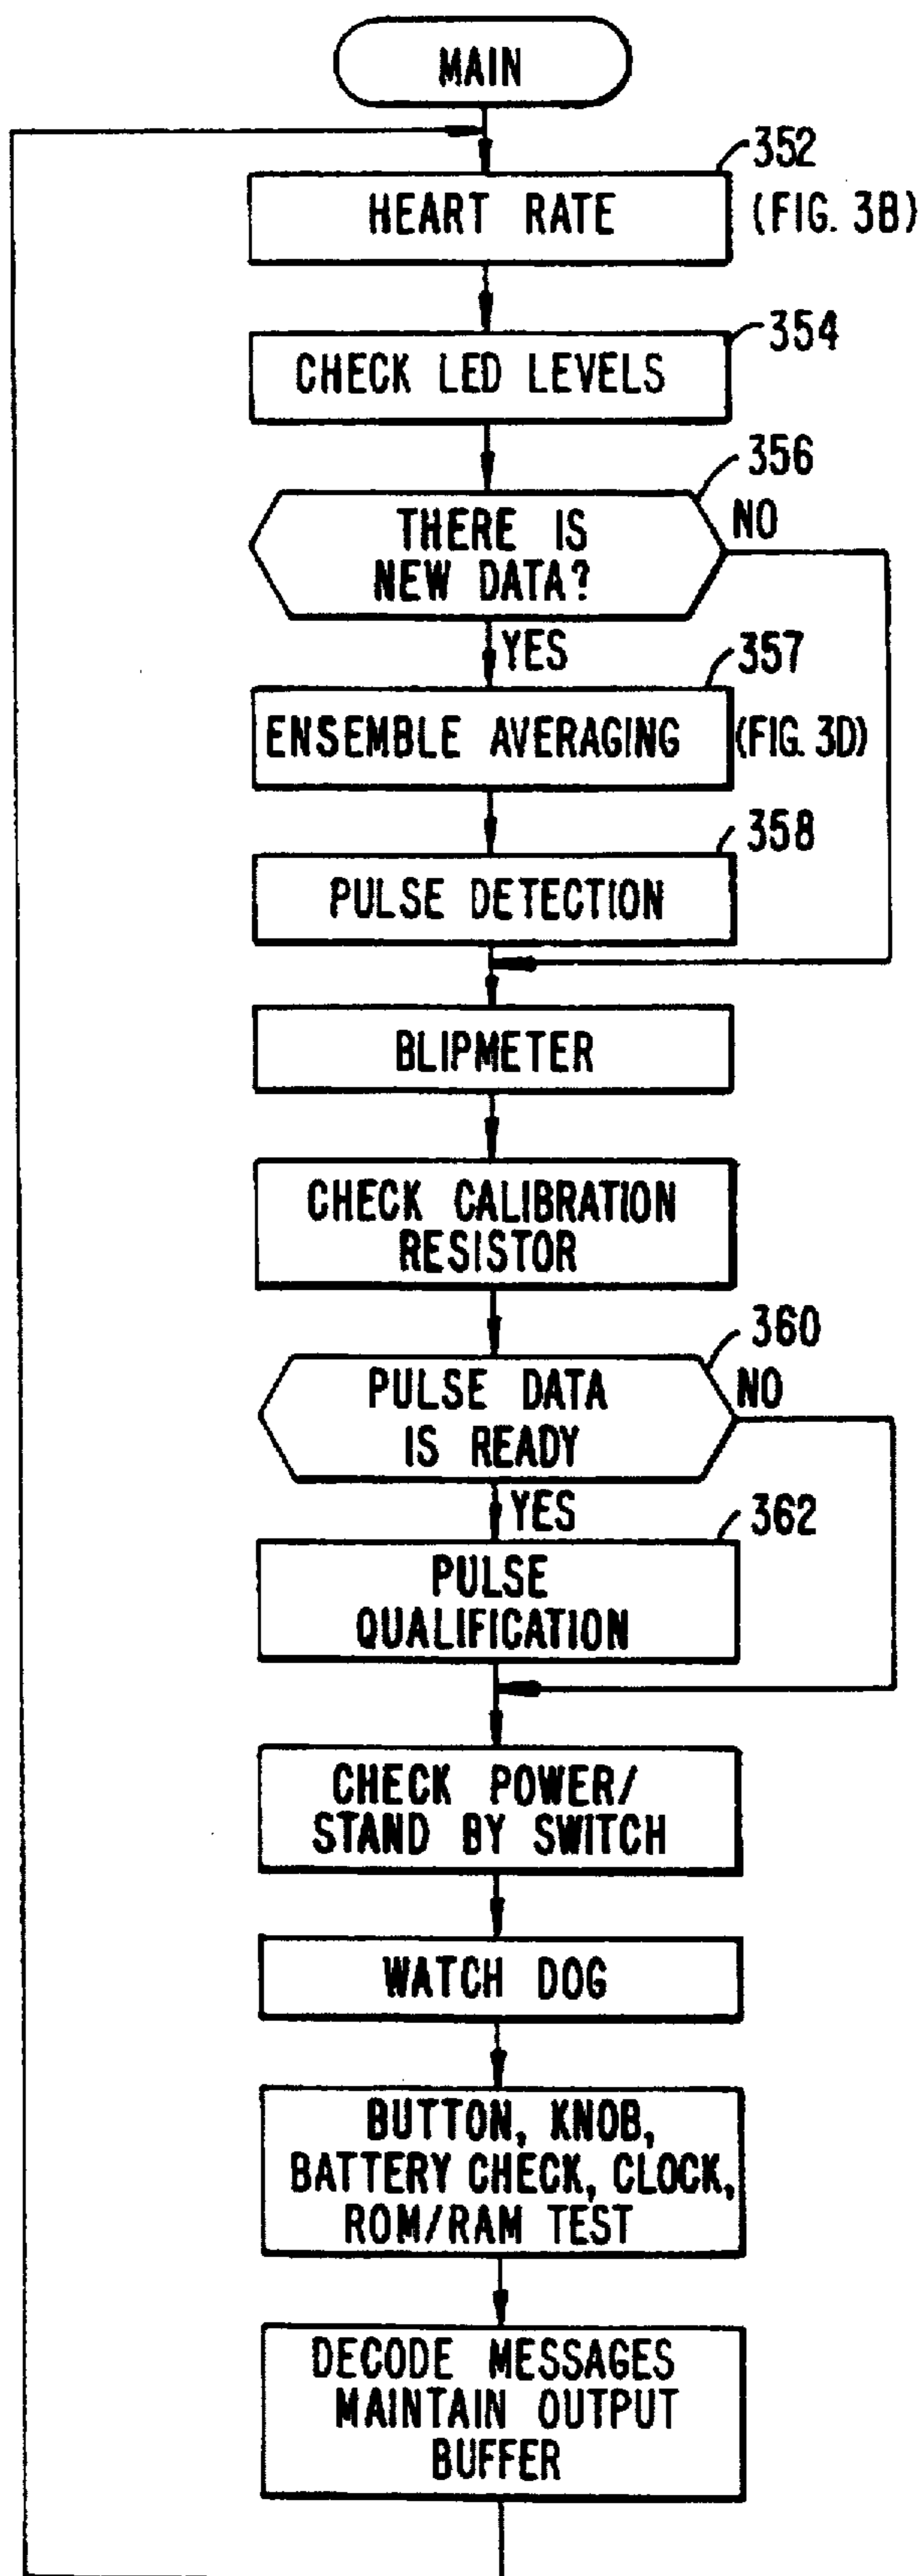 MAIN
352
HEART RATE
(FIG. 3B)
354
CHECK LED LEVELS
356
THERE IS
NEW DATA?
NO
YES
357
ENSEMBLE AVERAGING
(FIG. 3D)
358
PULSE DETECTION
BLIPMETER
CHECK CALIBRATION
RESISTOR
360
PULSE DATA
IS READY
NO
YES
362
PULSE
QUALIFICATION
CHECK POWER/
STAND BY SWITCH
WATCH DOG
BUTTON, KNOB,
BATTERY CHECK, CLOCK,
ROM/RAM TEST
DECODE MESSAGES
MAINTAIN OUTPUT
BUFFER